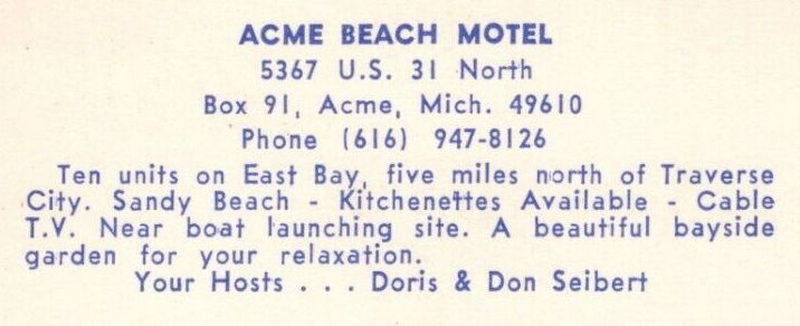 ACME BEACH MOTEL
5367 U.S. 31 North
Box 91, Acme, Mich. 49610
Phone (616) 947-8126
Ten units on East Bay, five miles north of Traverse
City. Sandy Beach - Kitchenettes Available - Cable
T.V. Near boat launching site. A beautiful bayside
garden for your relaxation.
Your Hosts . . . Doris & Don Seibert